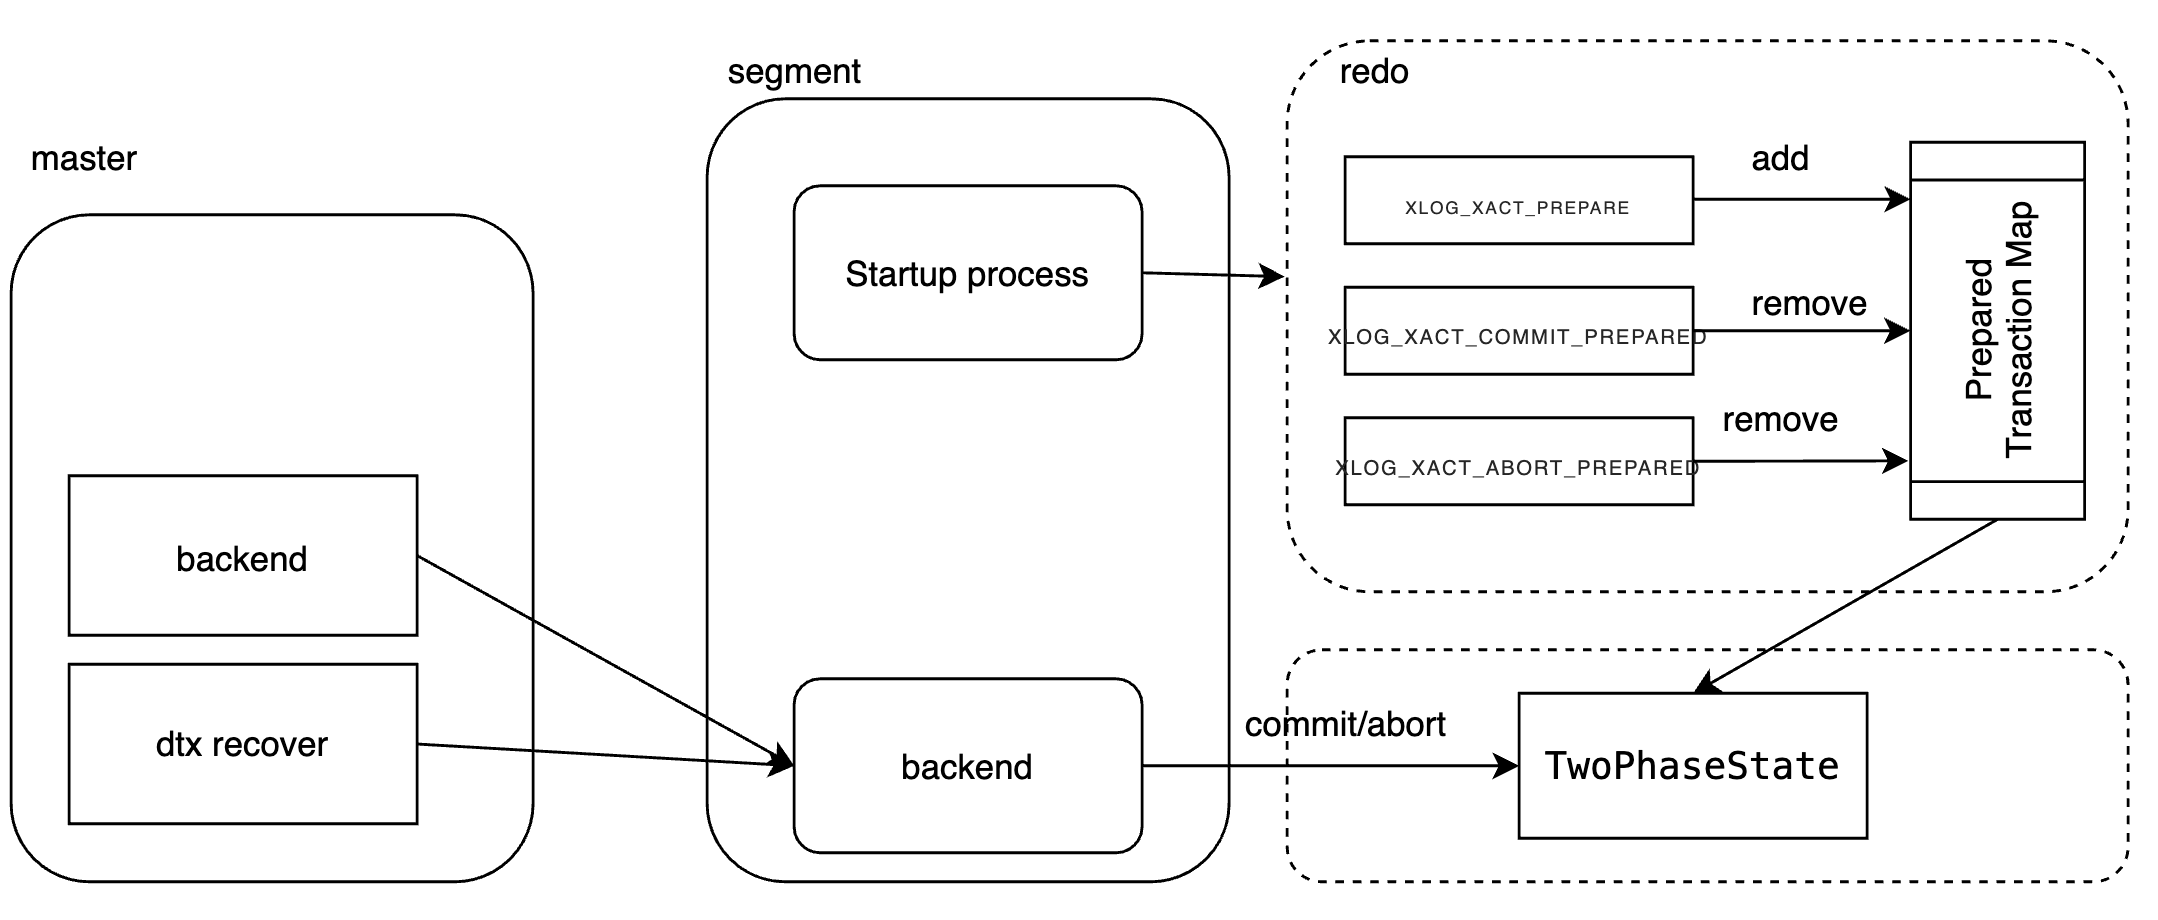 master
backend
dtx recover
segment
Startup process
backend
redo
XLOG_XACT_PREPARE
add
XLOG_XACT_COMMIT_PREPARED
remove
XLOG_XACT_ABORT_PREPARED
remove
Prepared
Transaction Map
commit/abort
TwoPhaseState